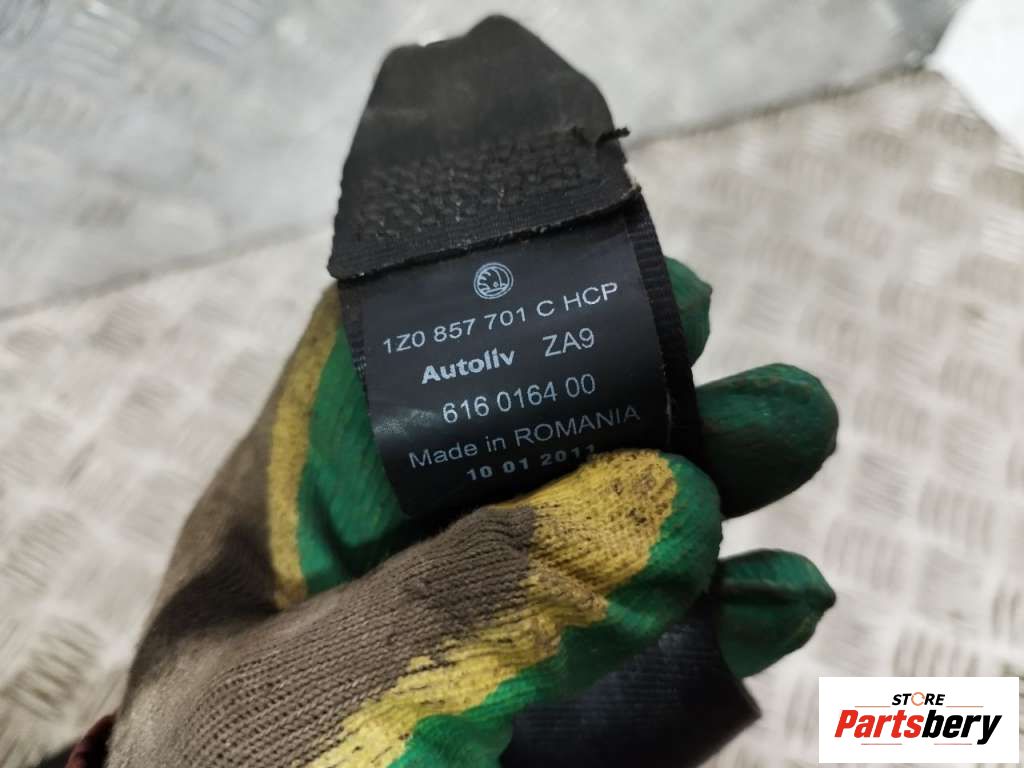 1Z0 857 701 C HCP
Autoliv ZA9
616 0164 00
Made in ROMANIA
10 01 2011
STORE
Partsbery